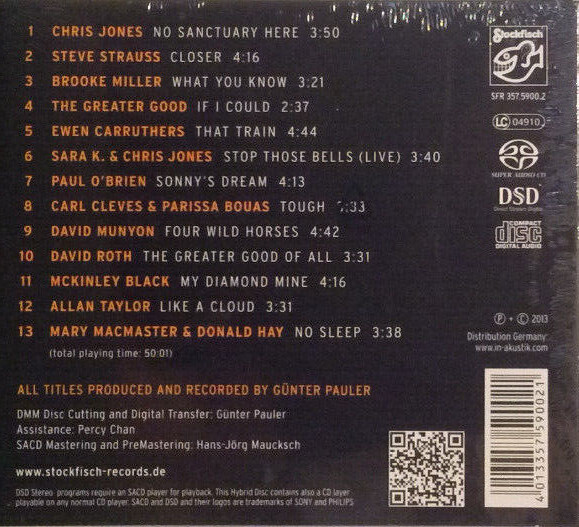 1 CHRIS JONES NO SANCTUARY HERE 3:50
2 STEVE STRAUSS CLOSER 4:16
3 BROOKE MILLER WHAT YOU KNOW 3:21
4 THE GREATER GOOD IF I COULD 2:37
5 EWEN CARRUTHERS THAT TRAIN 4:44
6 SARA K. & CHRIS JONES STOP THOSE BELLS (LIVE) 3:40
7 PAUL O'BRIEN SONNY'S DREAM 4:13
8 CARL CLEVES & PARISSA BOUAS TOUGH :33
9 DAVID MUNYON FOUR WILD HORSES 4:42
10 DAVID ROTH THE GREATER GOOD OF ALL 3:31
11 MCKINLEY BLACK MY DIAMOND MINE 4:16
12 ALLAN TAYLOR LIKE A CLOUD 3:31
13 MARY MACMASTER & DONALD HAY NO SLEEP 3:38
(total playing time: 50:01)
ALL TITLES PRODUCED AND RECORDED BY GÜNTER PAULER
DMM Disc Cutting and Digital Transfer: Günter Pauler
Assistance: Percy Chan
SACD Mastering and PreMastering: Hans-Jörg Maucksch
www.stockfisch-records.de
DSD Stereo programs require an SACD player for playback. This Hybrid Disc contains also a CD layer
playable on any normal CD player. SACD and DSD and their logos are trademarks of SONY and PHILIPS
Stockfisch
SFR 357.5900.2
LC 04910
SUPER AUDIO CD
DSD
Direct Stream Digital
COMPACT
disc
DIGITAL AUDIO
Ⓟ + Ⓒ 2013
Distribution Germany:
www.in-akustik.com
4013357590021